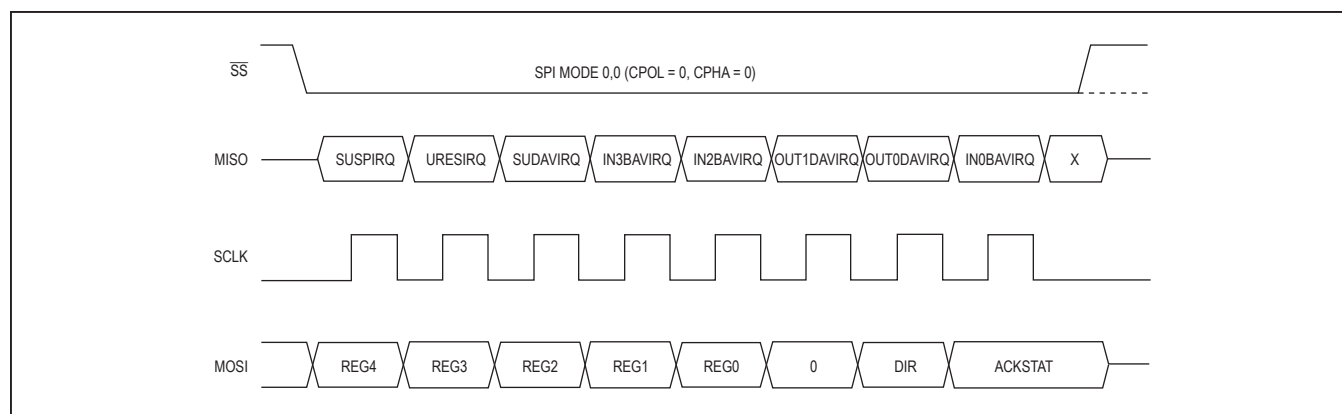 SS
SPI MODE 0,0 (CPOL = 0, CPHA = 0)
MISO
SUSPIRQ
URESIRQ
SUDAVIRQ
IN3BAVIRQ
IN2BAVIRQ
OUT1DAVIRQ
OUT0DAVIRQ
IN0BAVIRQ
X
SCLK
MOSI
REG4
REG3
REG2
REG1
REG0
0
DIR
ACKSTAT